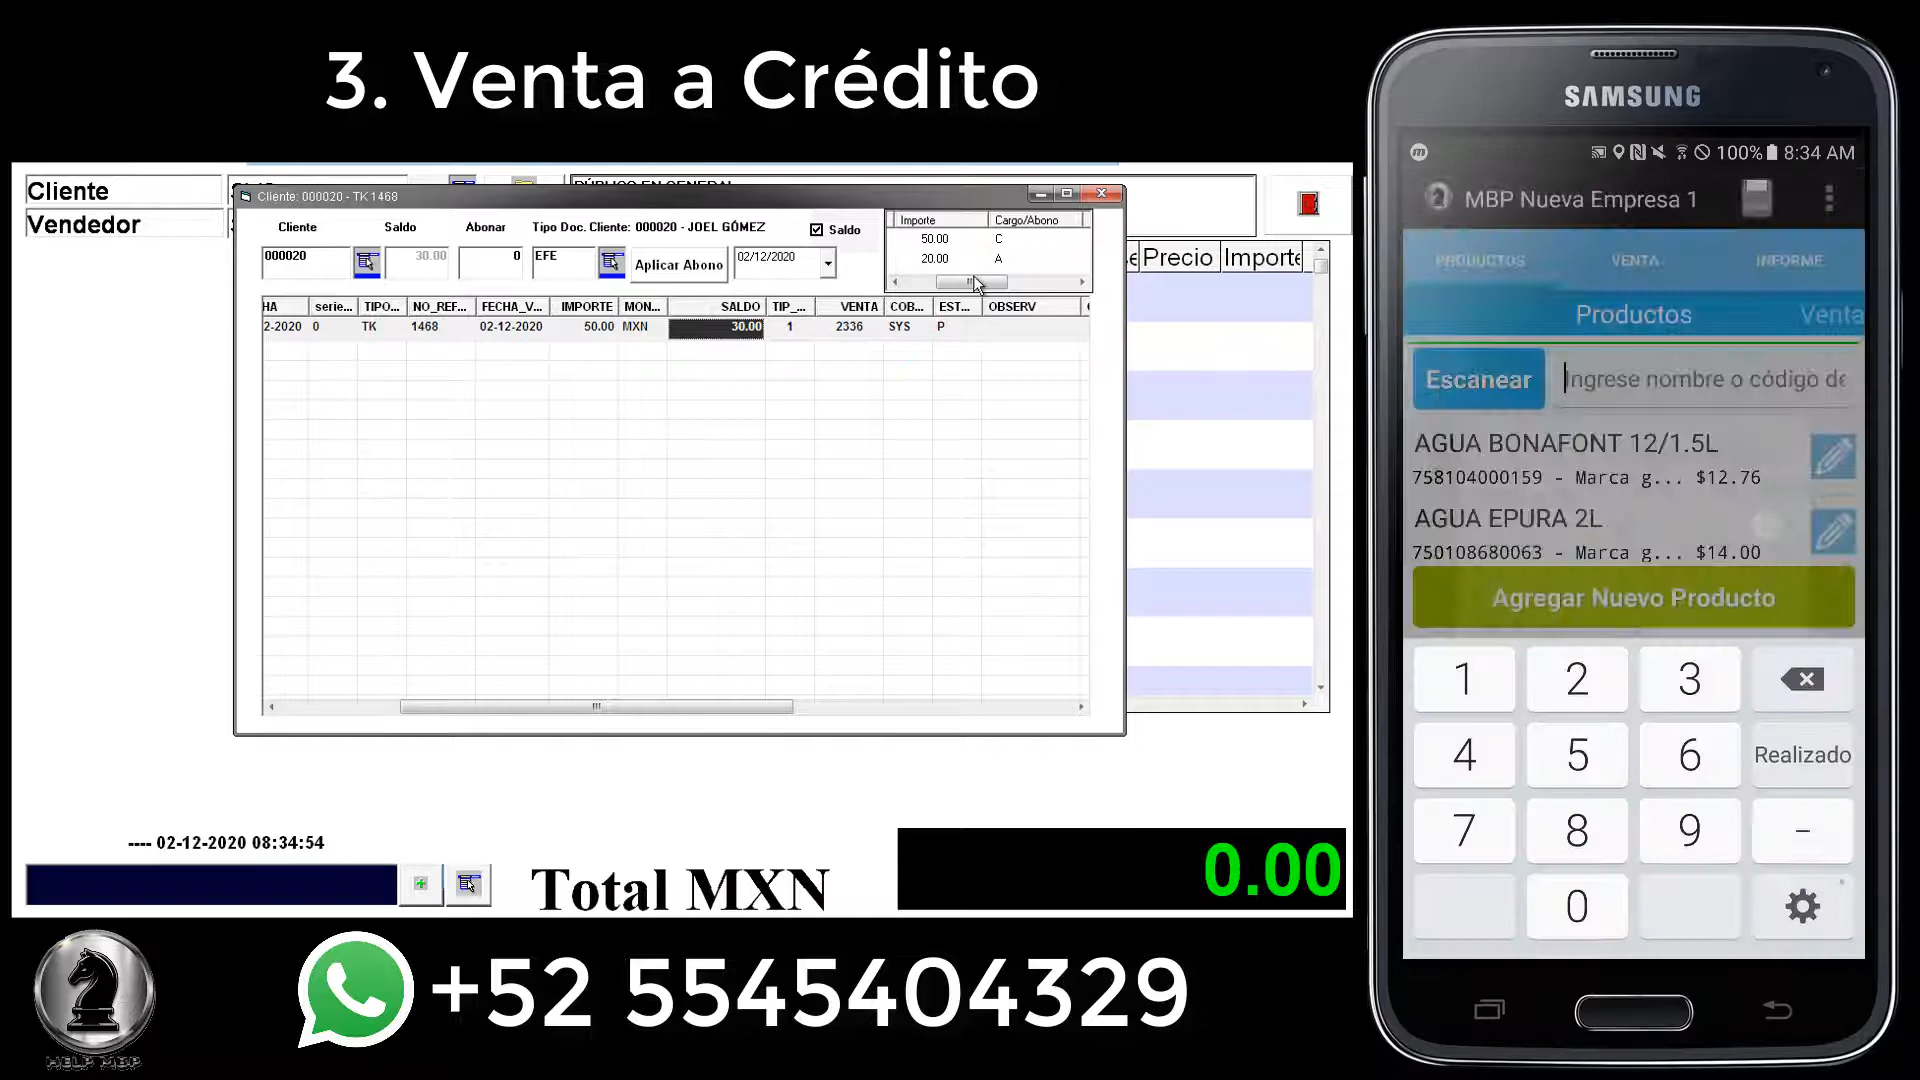 3. Venta a Crédito
Cliente
Vendedor
PÚBLICO EN GENERAL
Cliente: 000020 - TK 1468
Cliente Saldo Abonar Tipo Doc. Cliente: 000020 - JOEL GÓMEZ Saldo
000020 30.00 0 EFE Aplicar Abono 02/12/2020
Importe Cargo/Abono
50.00 C
20.00 A
HA serie... TIPO... NO_REF... FECHA_V... IMPORTE MON... SALDO TIP_... VENTA COB... EST... OBSERV
2-2020 0 TK 1468 02-12-2020 50.00 MXN 30.00 1 2336 SYS P
Precio Importe
---- 02-12-2020 08:34:54
Total MXN
0.00
HELP MBP
+52 5545404329
SAMSUNG
100% 8:34 AM
MBP Nueva Empresa 1
PRODUCTOS VENTA INFORME
Productos Venta
Escanear Ingrese nombre o código de
AGUA BONAFONT 12/1.5L
758104000159 - Marca g... $12.76
AGUA EPURA 2L
750108680063 - Marca g... $14.00
Agregar Nuevo Producto
1 2 3
4 5 6 Realizado
7 8 9 -
0